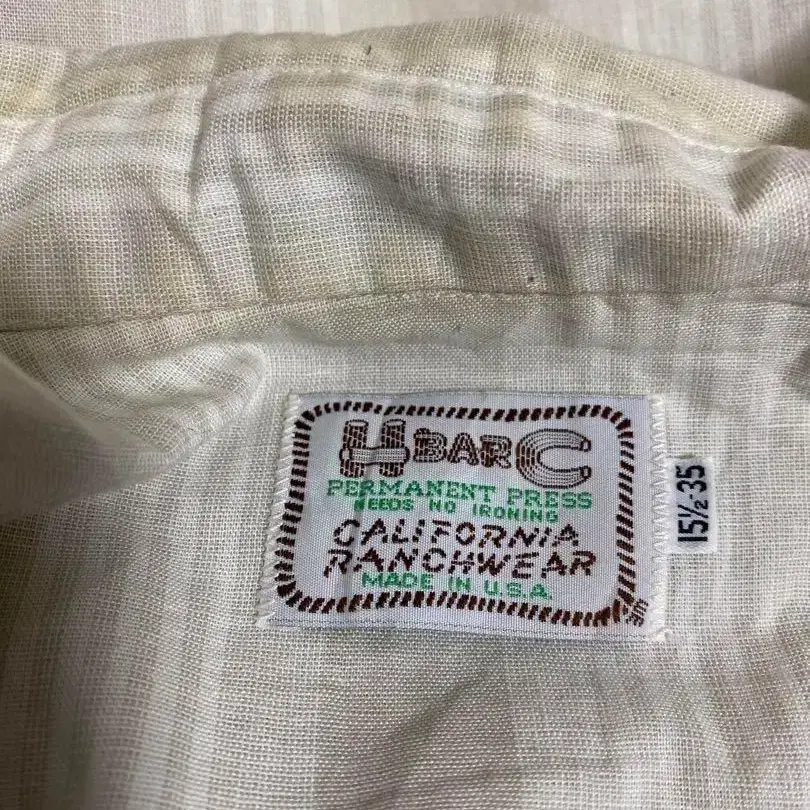 H BAR C
PERMANENT PRESS
NEEDS NO IRONING
CALIFORNIA
RANCHWEAR
MADE IN U.S.A.
15½-35